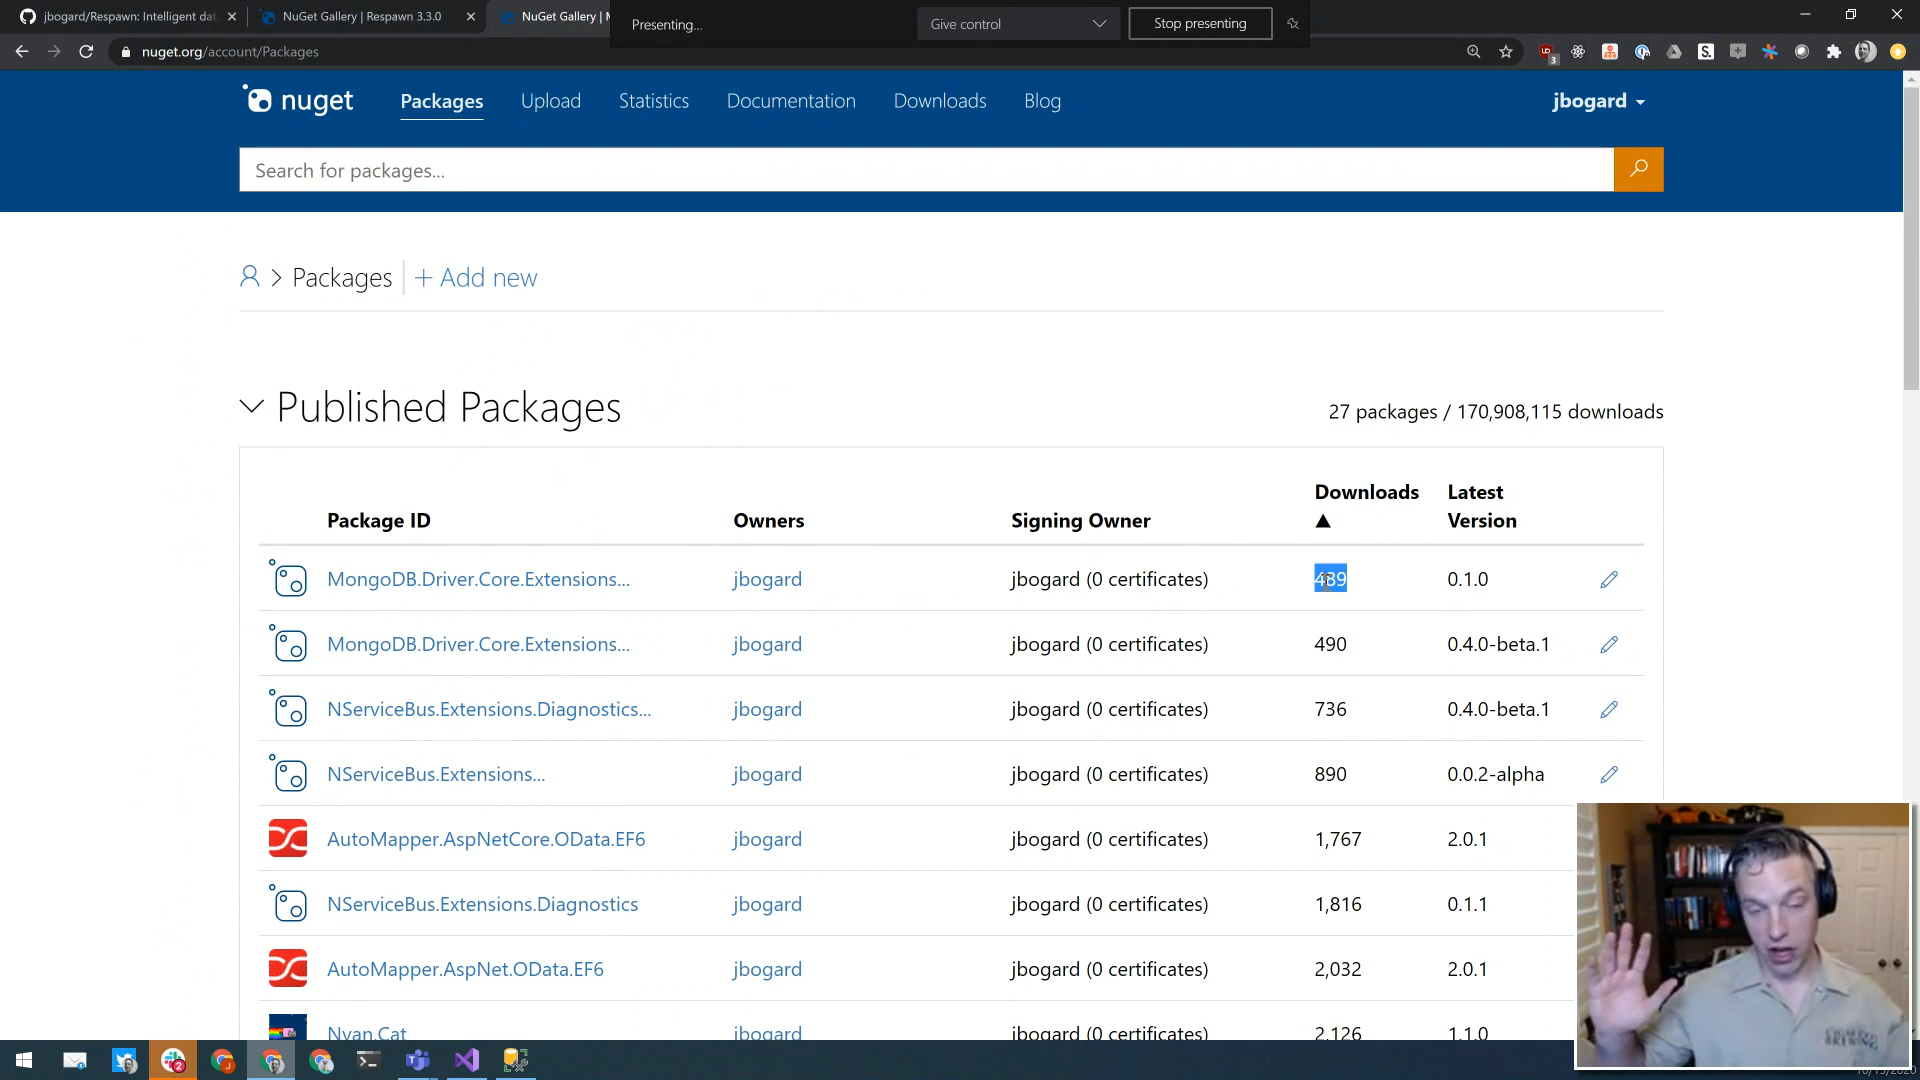 jbogard/Respawn: Intelligent dat
NuGet Gallery | Respawn 3.3.0
NuGet Gallery | M
Presenting...
Give control
Stop presenting
nuget.org/account/Packages
3
nuget
Packages
Upload
Statistics
Documentation
Downloads
Blog
jbogard
Search for packages...
Packages
+ Add new
Published Packages
27 packages / 170,908,115 downloads
Package ID
Owners
Signing Owner
Downloads
Latest Version
MongoDB.Driver.Core.Extensions... jbogard jbogard (0 certificates) 489 0.1.0
MongoDB.Driver.Core.Extensions... jbogard jbogard (0 certificates) 490 0.4.0-beta.1
NServiceBus.Extensions.Diagnostics... jbogard jbogard (0 certificates) 736 0.4.0-beta.1
NServiceBus.Extensions... jbogard jbogard (0 certificates) 890 0.0.2-alpha
AutoMapper.AspNetCore.OData.EF6 jbogard jbogard (0 certificates) 1,767 2.0.1
NServiceBus.Extensions.Diagnostics jbogard jbogard (0 certificates) 1,816 0.1.1
AutoMapper.AspNet.OData.EF6 jbogard jbogard (0 certificates) 2,032 2.0.1
Nyan.Cat jbogard jbogard (0 certificates) 2,126 1.1.0
2